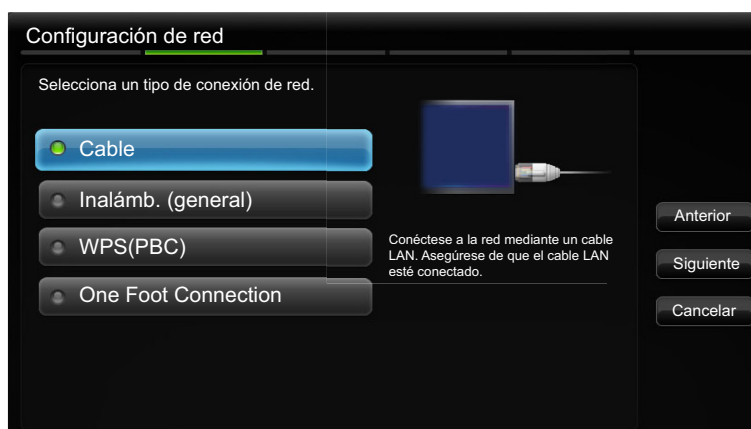 Configuración de red
Selecciona un tipo de conexión de red.
Cable
Inalámb. (general)
WPS(PBC)
One Foot Connection
Conéctese a la red mediante un cable
LAN. Asegúrese de que el cable LAN
esté conectado.
Anterior
Siguiente
Cancelar